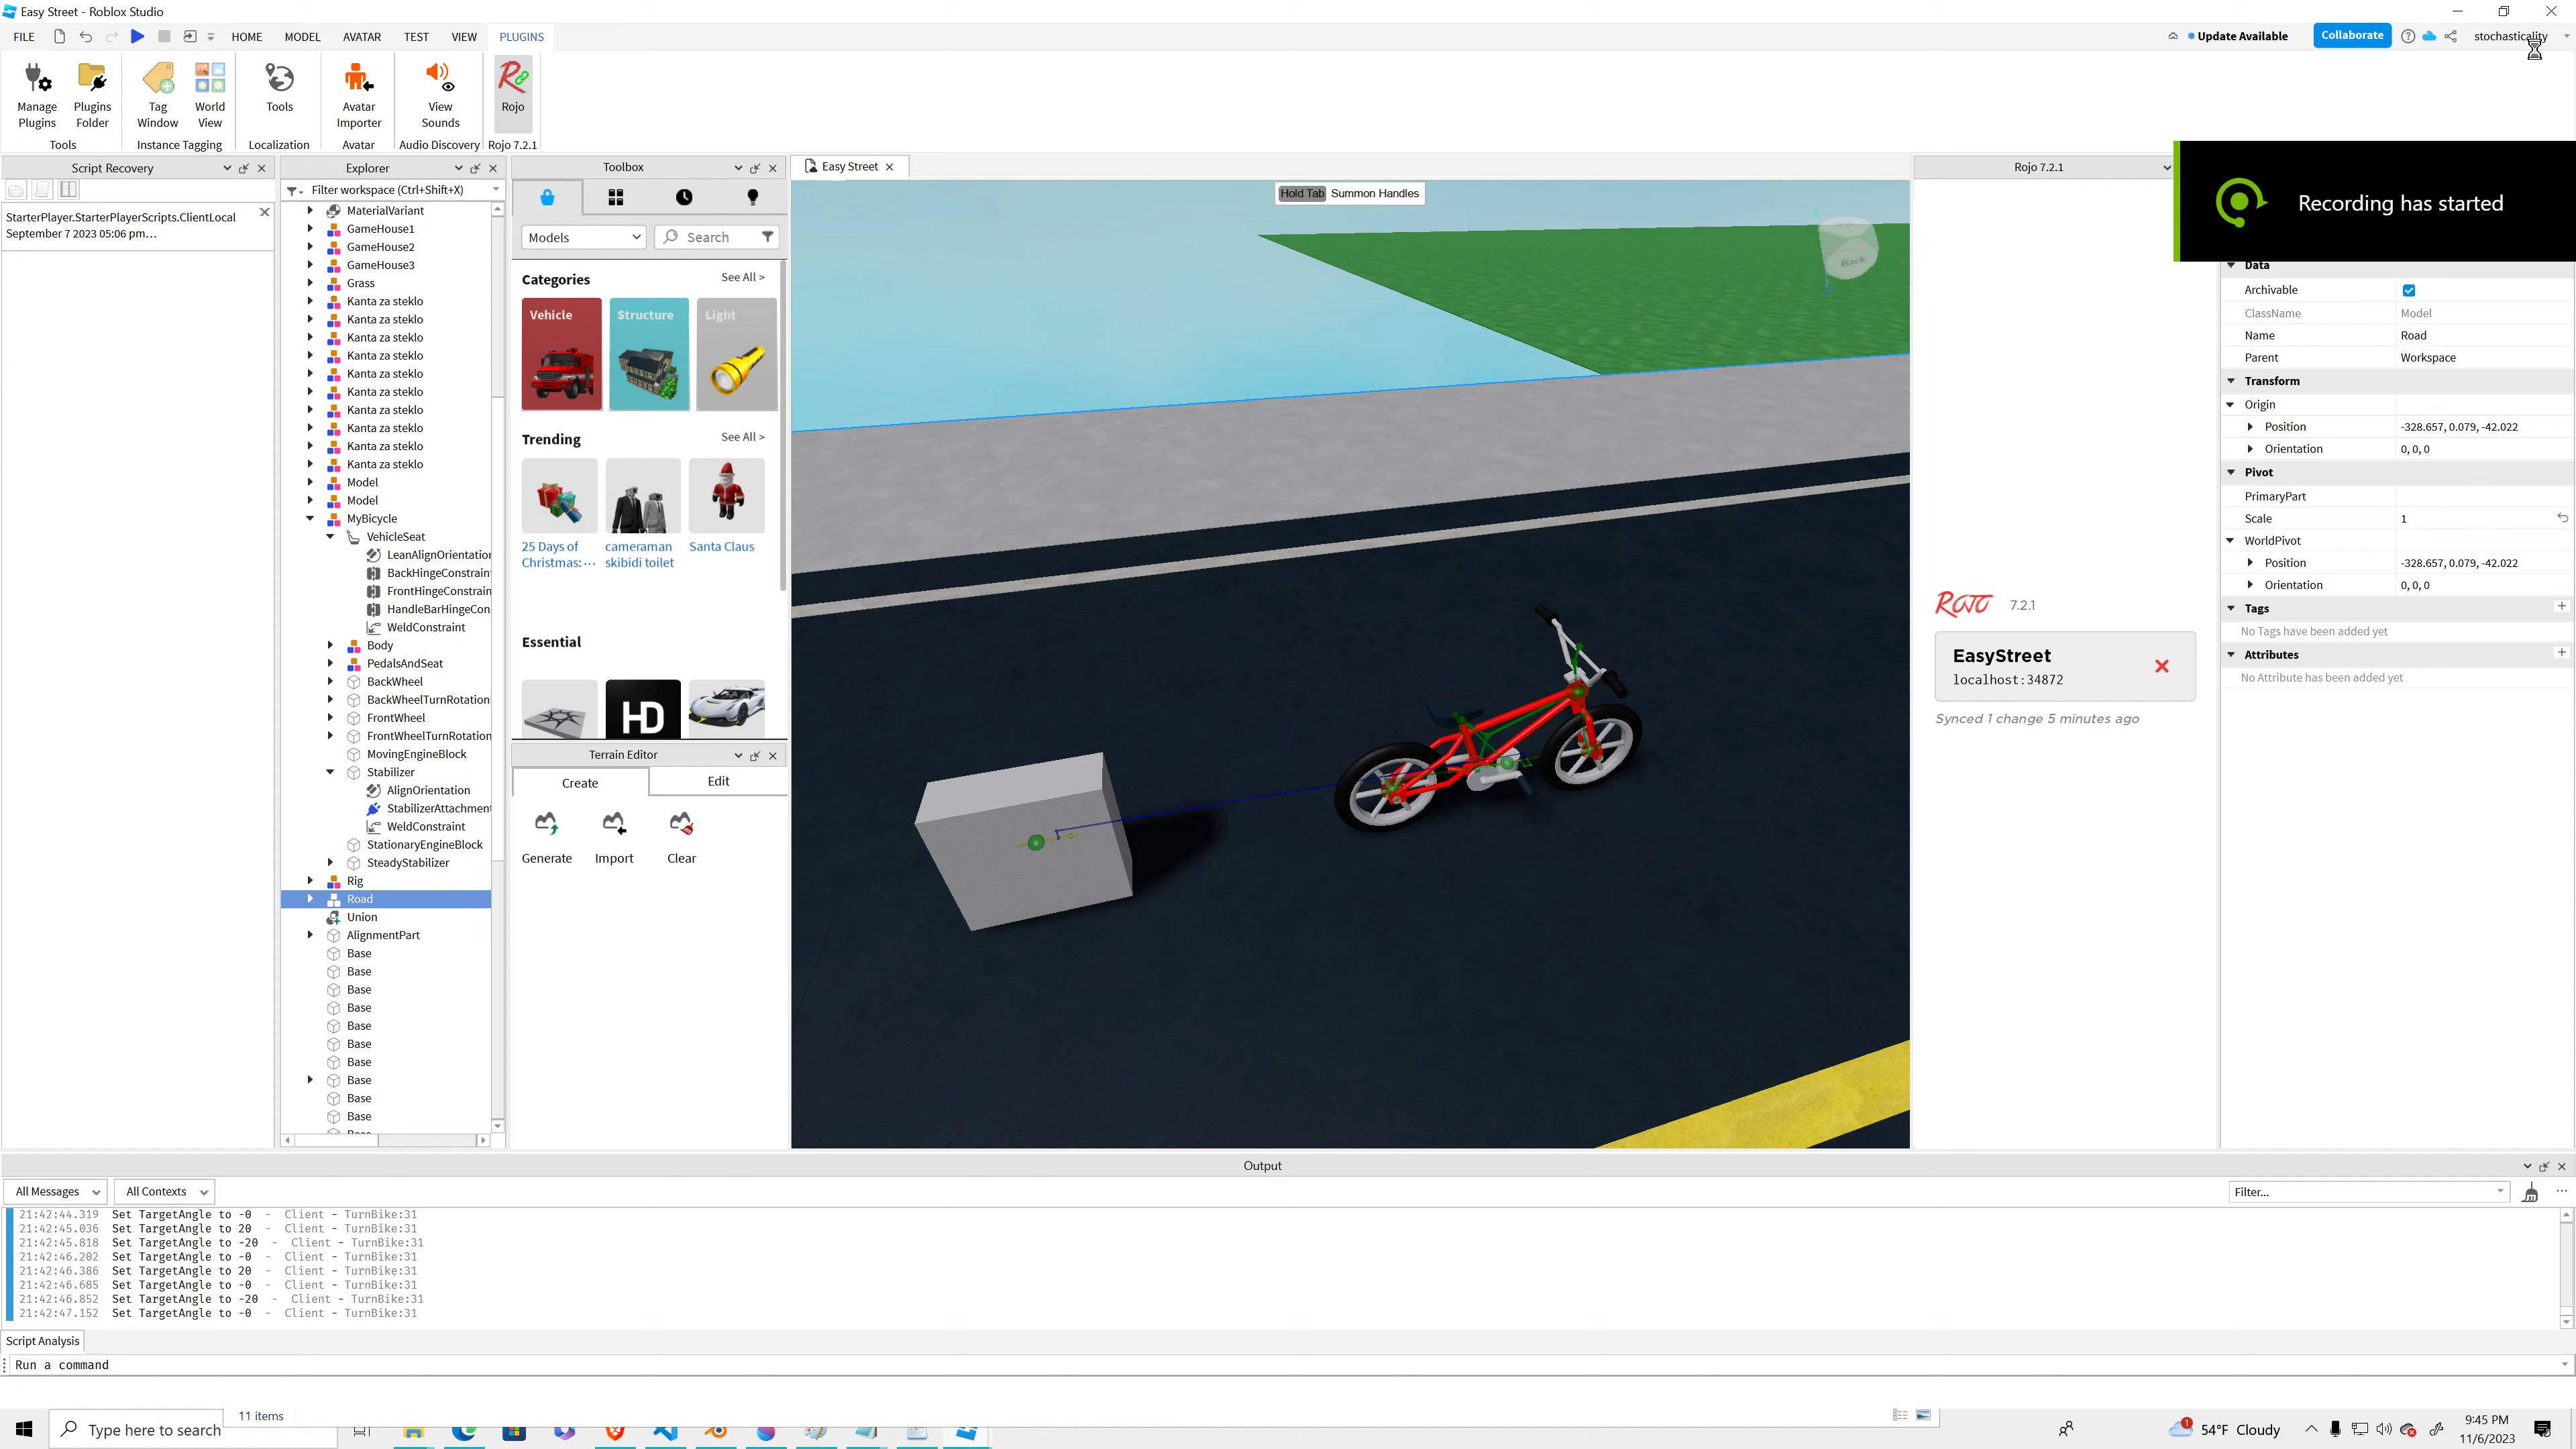 Easy Street - Roblox Studio
FILE HOME MODEL AVATAR TEST VIEW PLUGINS
Update Available Collaborate stochasticality
Manage Plugins
Plugins Folder
Tag Window
World View
Tools
Avatar Importer
View Sounds
Rojo
Tools Instance Tagging Localization Avatar Audio Discovery Rojo 7.2.1
Script Recovery
StarterPlayer.StarterPlayerScripts.ClientLocal
September 7 2023 05:06 pm...
Explorer
Filter workspace (Ctrl+Shift+X)
MaterialVariant
GameHouse1
GameHouse2
GameHouse3
Grass
Kanta za steklo
Kanta za steklo
Kanta za steklo
Kanta za steklo
Kanta za steklo
Kanta za steklo
Kanta za steklo
Kanta za steklo
Kanta za steklo
Kanta za steklo
Model
Model
MyBicycle
VehicleSeat
LeanAlignOrientation
BackHingeConstraint
FrontHingeConstrain
HandleBarHingeCon
WeldConstraint
Body
PedalsAndSeat
BackWheel
BackWheelTurnRotation
FrontWheel
FrontWheelTurnRotation
MovingEngineBlock
Stabilizer
AlignOrientation
StabilizerAttachment
WeldConstraint
StationaryEngineBlock
SteadyStabilizer
Rig
Road
Union
AlignmentPart
Base
Base
Base
Base
Base
Base
Base
Base
Base
Base
Base
Toolbox
Models
Search
Categories See All >
Vehicle Structure Light
Trending See All >
25 Days of Christmas:...
cameraman skibidi toilet
Santa Claus
Essential
HD
Terrain Editor
Create Edit
Generate Import Clear
Easy Street
Hold Tab Summon Handles
Back
Rojo 7.2.1
ROJO 7.2.1
EasyStreet
localhost:34872
Synced 1 change 5 minutes ago
Recording has started
Data
Archivable
ClassName Model
Name Road
Parent Workspace
Transform
Origin
Position -328.657, 0.079, -42.022
Orientation 0, 0, 0
Pivot
PrimaryPart
Scale 1
WorldPivot
Position -328.657, 0.079, -42.022
Orientation 0, 0, 0
Tags
No Tags have been added yet
Attributes
No Attribute has been added yet
Output
All Messages All Contexts Filter...
21:42:44.319 Set TargetAngle to -0 - Client - TurnBike:31
21:42:45.036 Set TargetAngle to 20 - Client - TurnBike:31
21:42:45.818 Set TargetAngle to -20 - Client - TurnBike:31
21:42:46.202 Set TargetAngle to -0 - Client - TurnBike:31
21:42:46.386 Set TargetAngle to 20 - Client - TurnBike:31
21:42:46.685 Set TargetAngle to -0 - Client - TurnBike:31
21:42:46.852 Set TargetAngle to -20 - Client - TurnBike:31
21:42:47.152 Set TargetAngle to -0 - Client - TurnBike:31
Script Analysis
Run a command
11 items
Type here to search
1
54°F Cloudy
9:45 PM
11/6/2023